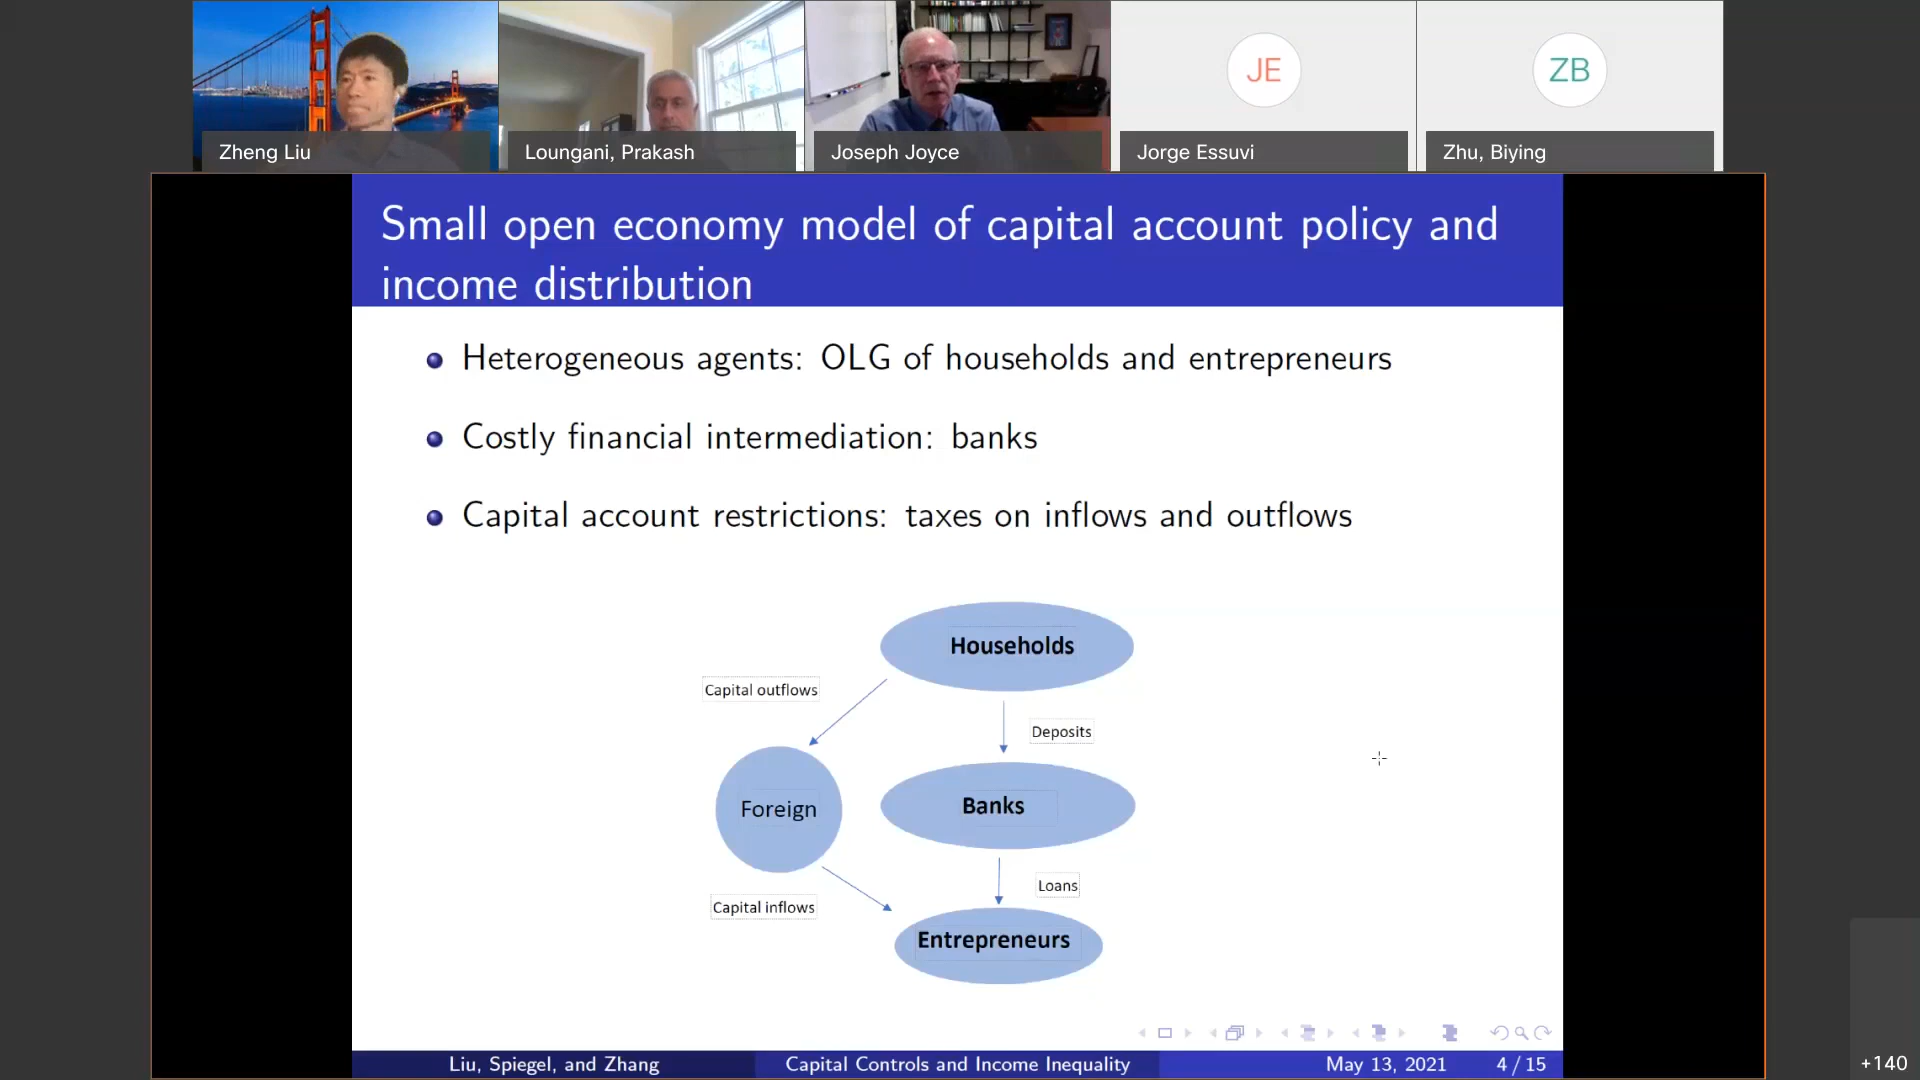 JE
ZB
Zheng Liu
Loungani, Prakash
Joseph Joyce
Jorge Essuvi
Zhu, Biying
Small open economy model of capital account policy and
income distribution
Heterogeneous agents: OLG of households and entrepreneurs
Costly financial intermediation: banks
Capital account restrictions: taxes on inflows and outflows
Households
Capital outflows
Deposits
Foreign
Banks
Loans
Capital inflows
Entrepreneurs
Liu, Spiegel, and Zhang
Capital Controls and Income Inequality
May 13, 2021
4 / 15
+140